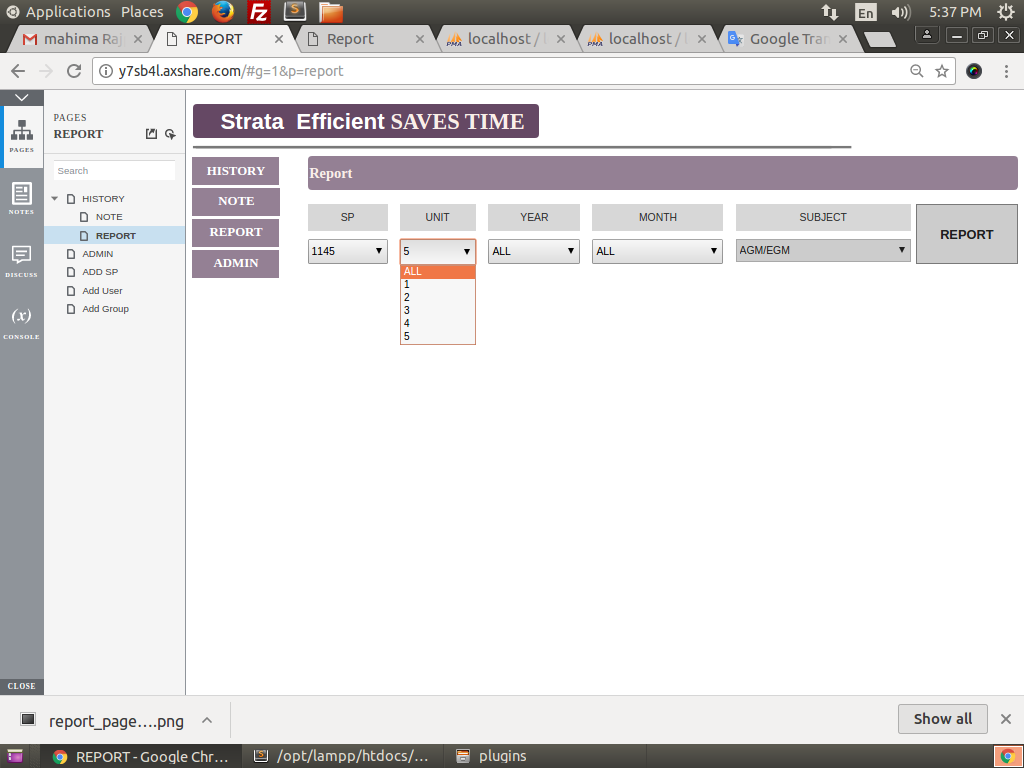 Applications Places
En 5:37 PM
mahima Raj
REPORT
Report
localhost / l
localhost / l
Google Tran
y7sb4l.axshare.com/#g=1&p=report
PAGES
NOTES
DISCUSS
(x)
CONSOLE
CLOSE
PAGES
REPORT
Search
HISTORY
NOTE
REPORT
ADMIN
ADD SP
Add User
Add Group
Strata Efficient SAVES TIME
HISTORY
NOTE
REPORT
ADMIN
Report
SP UNIT YEAR MONTH SUBJECT REPORT
1145 5 ALL ALL AGM/EGM
ALL
1
2
3
4
5
report_page....png
Show all
REPORT - Google Chr...
/opt/lampp/htdocs/...
plugins